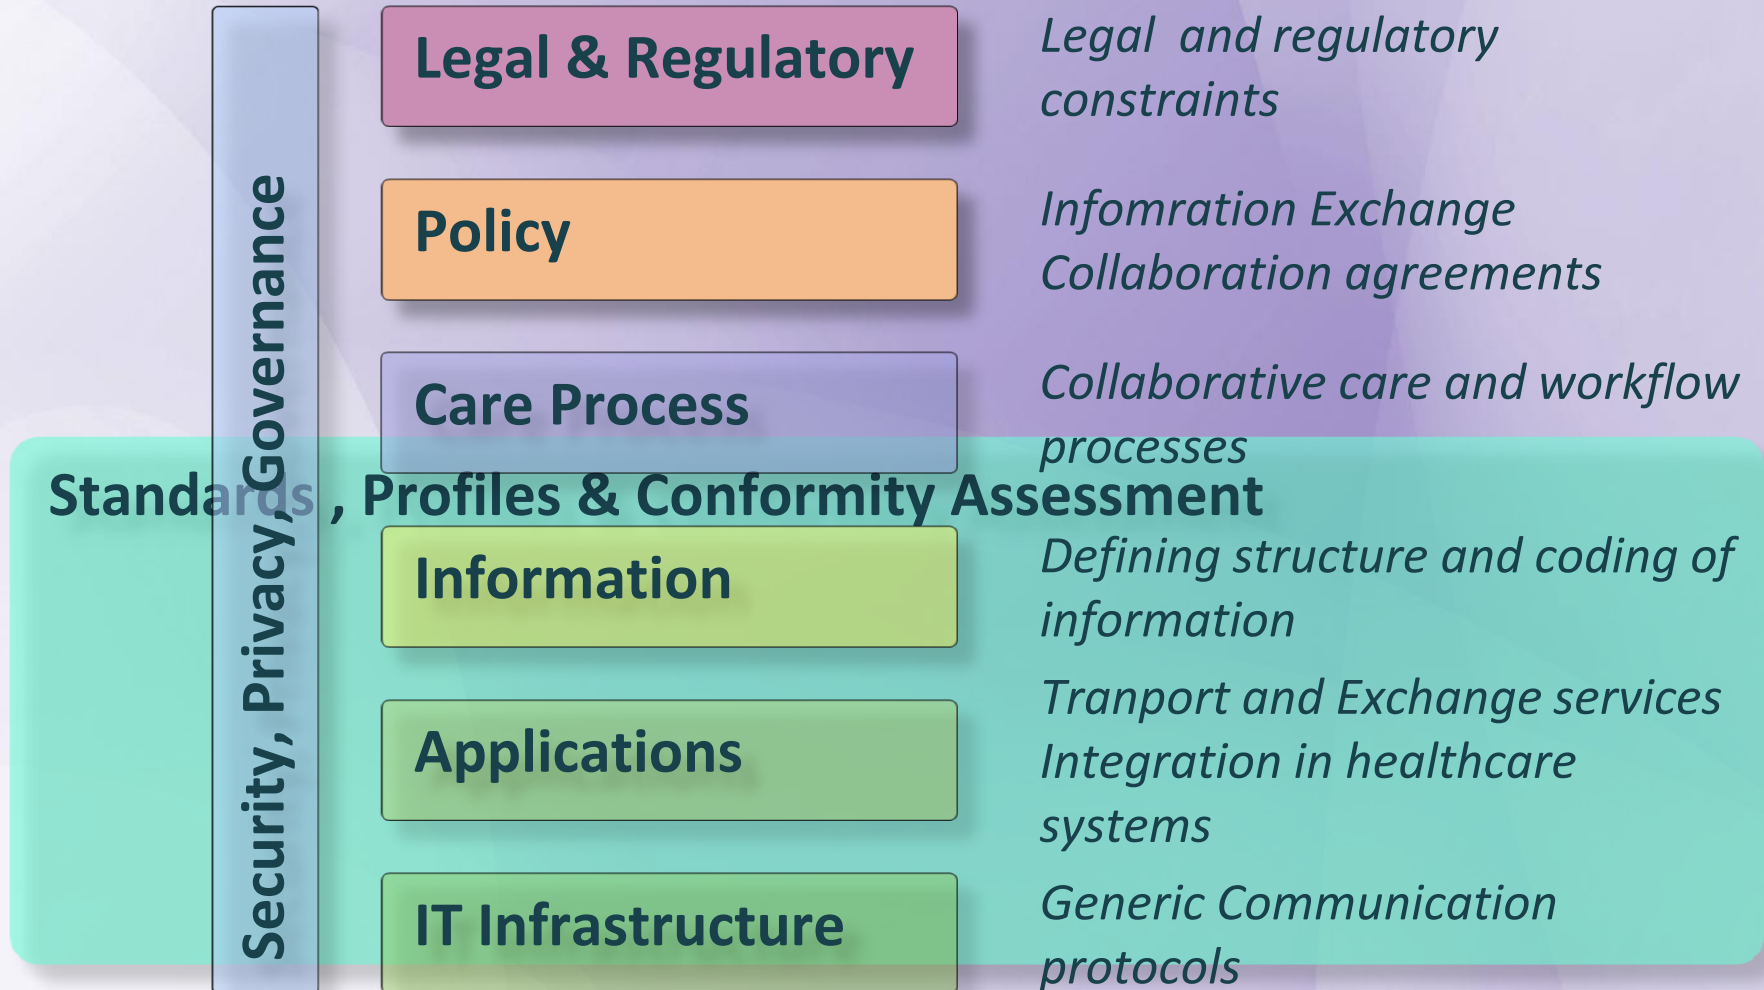 Security, Privacy, Governance
Legal & Regulatory
Legal and regulatory
constraints
Policy
Infomration Exchange
Collaboration agreements
Care Process
Collaborative care and workflow
processes
Standards , Profiles & Conformity Assessment
Information
Defining structure and coding of
information
Applications
Tranport and Exchange services
Integration in healthcare
systems
IT Infrastructure
Generic Communication
protocols